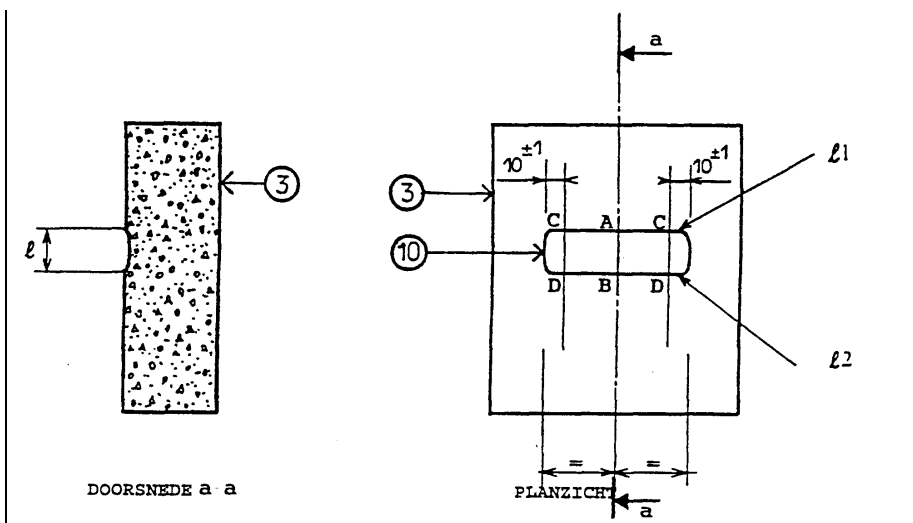 a
10±1
10±1
ℓ1
3
3
C
A
C
ℓ
10
D
B
D
ℓ2
=
=
DOORSNEDE a-a
PLANZICHT
a